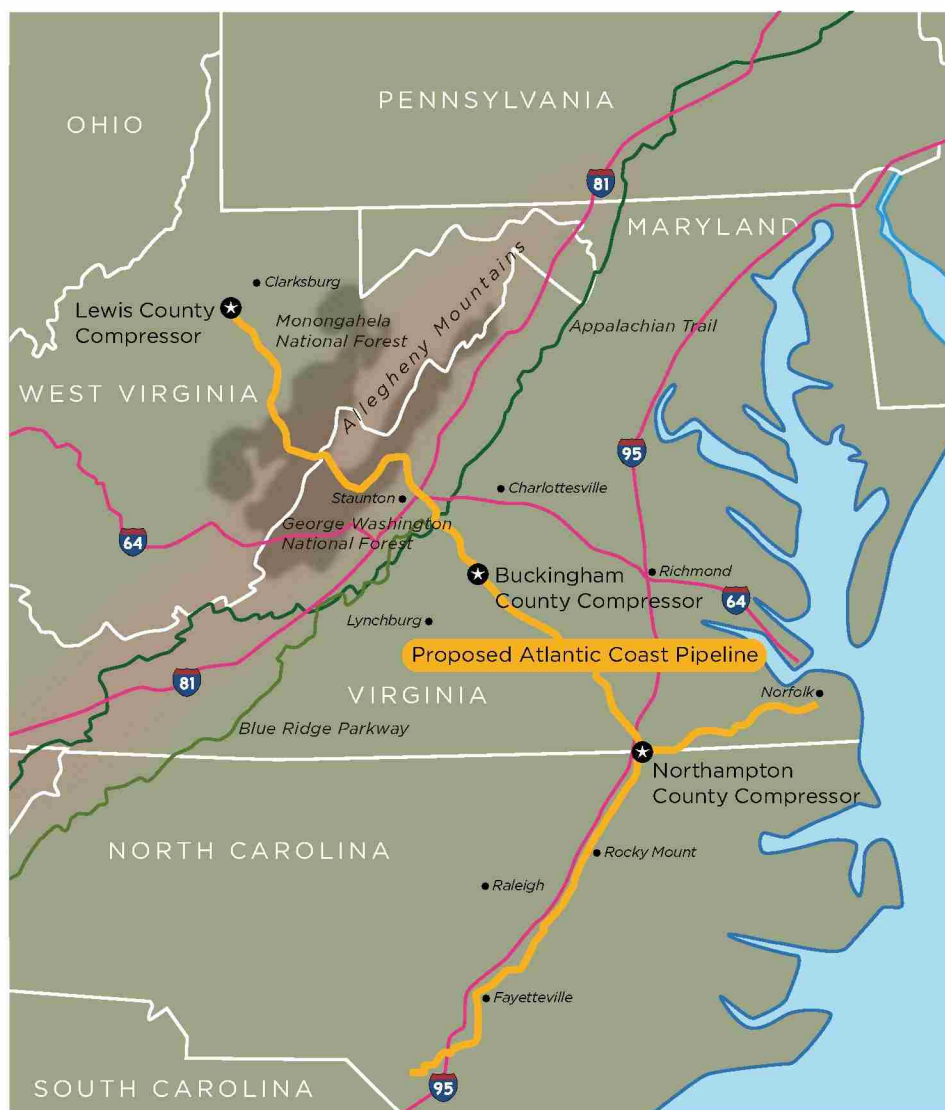 PENNSYLVANIA
OHIO
81
MARYLAND
Clarksburg
Allegheny Mountains
Lewis County
Compressor
Monongahela
National Forest
Appalachian Trail
WEST VIRGINIA
95
Staunton
Charlottesville
George Washington
National Forest
64
Buckingham
County Compressor
Richmond
64
Lynchburg
Proposed Atlantic Coast Pipeline
81
VIRGINIA
Norfolk
Blue Ridge Parkway
Northampton
County Compressor
NORTH CAROLINA
Rocky Mount
Raleigh
Fayetteville
SOUTH CAROLINA
95